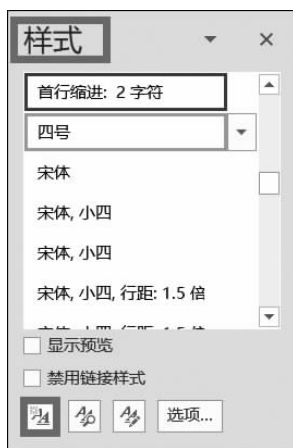 样式
首行缩进: 2 字符
四号
宋体
宋体, 小四
宋体, 小四
宋体, 小四, 行距: 1.5 倍
显示预览
禁用链接样式
选项...